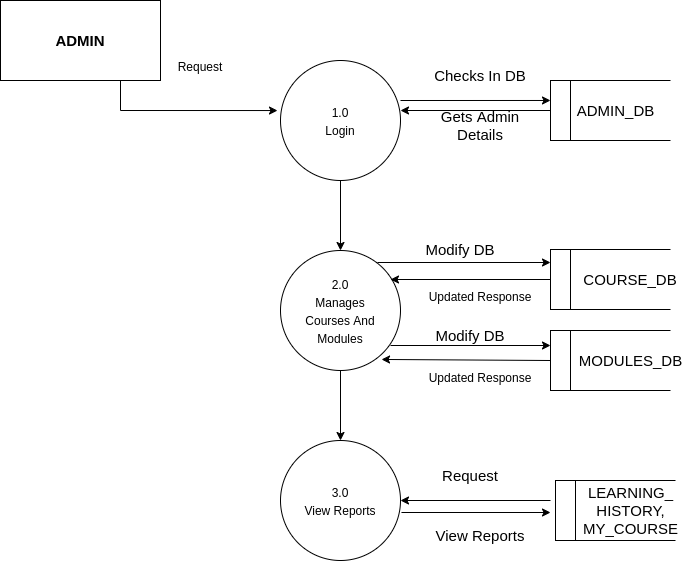 ADMIN
Request
1.0
Login
Checks In DB
Gets Admin
Details
ADMIN_DB
2.0
Manages
Courses And
Modules
Modify DB
Updated Response
COURSE_DB
Modify DB
Updated Response
MODULES_DB
3.0
View Reports
Request
View Reports
LEARNING_
HISTORY,
MY_COURSE